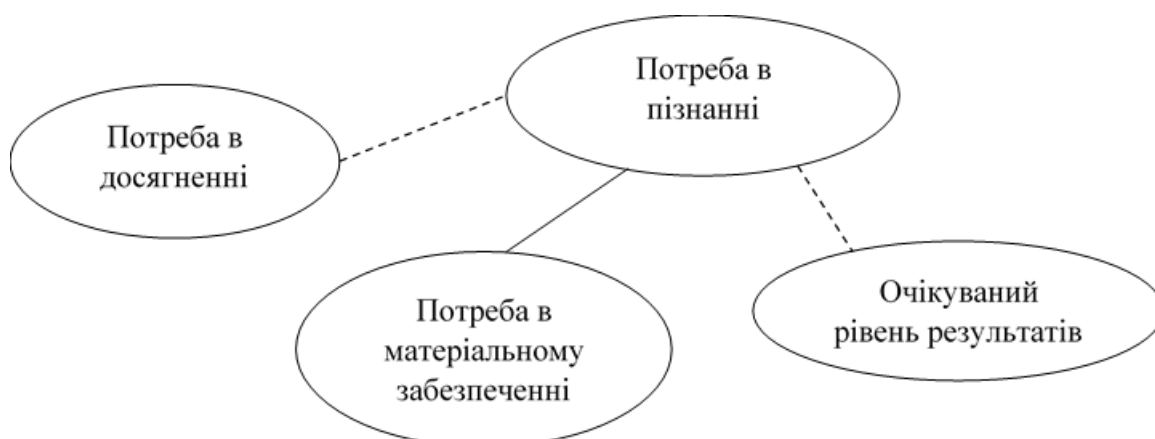 Потреба в
пізнанні
Потреба в
досягненні
Потреба в
матеріальному
забезпеченні
Очікуваний
рівень результатів